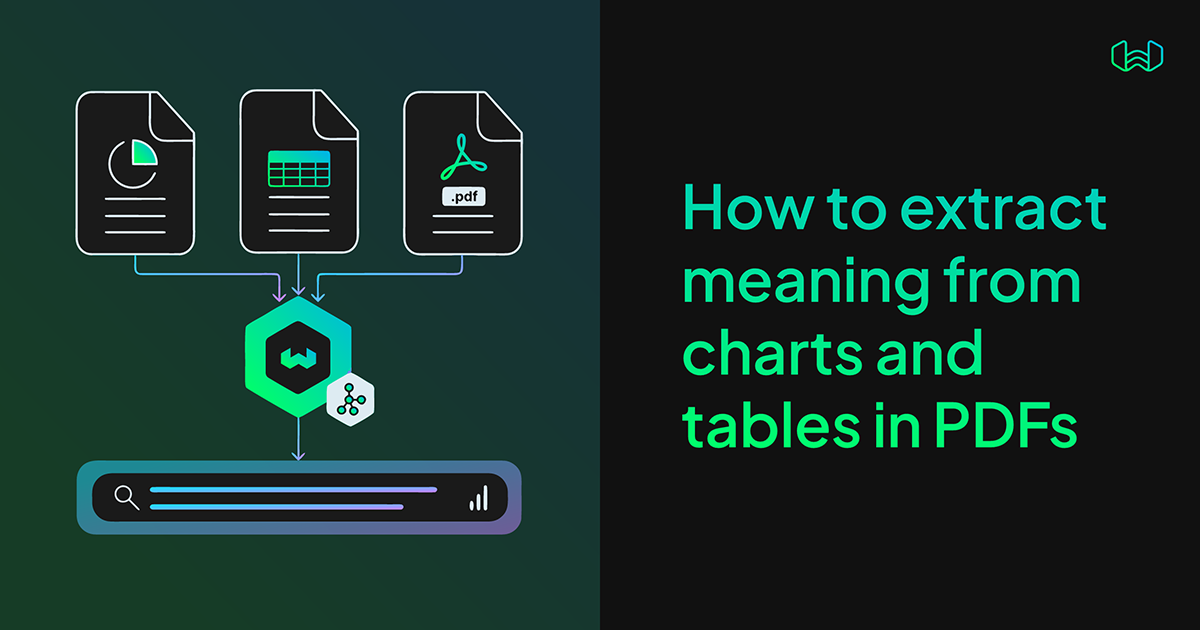 .pdf
How to extract
meaning from
charts and
tables in PDFs